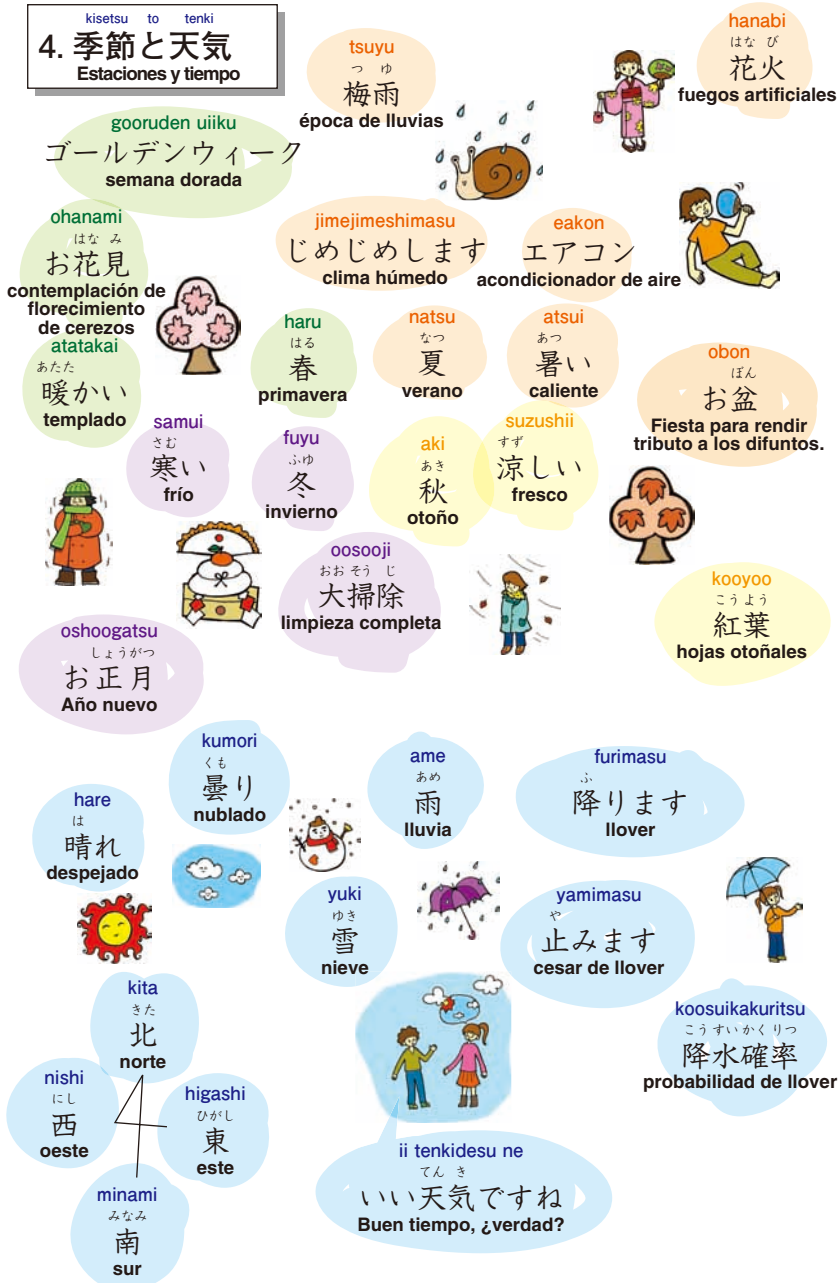 kisetsu to tenki
4. 季節と天気
Estaciones y tiempo
tsuyu
つ ゆ
梅雨
época de lluvias
hanabi
はな び
花火
fuegos artificiales
gooruden uiiku
ゴールデンウィーク
semana dorada
ohanami
はな み
お花見
contemplación de
florecimiento
de cerezos
jimejimeshimasu
じめじめします
clima húmedo
eakon
エアコン
acondicionador de aire
atatakai
あたた
暖かい
templado
haru
はる
春
primavera
natsu
なつ
夏
verano
atsui
あつ
暑い
caliente
obon
ぼん
お盆
Fiesta para rendir
tributo a los difuntos.
samui
さむ
寒い
frío
fuyu
ふゆ
冬
invierno
aki
あき
秋
otoño
suzushii
すず
涼しい
fresco
oosooji
おお そう じ
大掃除
limpieza completa
kooyoo
こう よう
紅葉
hojas otoñales
oshoogatsu
しょうがつ
お正月
Año nuevo
kumori
くも
曇り
nublado
ame
あめ
雨
lluvia
furimasu
ふ
降ります
llover
hare
は
晴れ
despejado
yuki
ゆき
雪
nieve
yamimasu
や
止みます
cesar de llover
kita
きた
北
norte
koosuikakuritsu
こう すい かく りつ
降水確率
probabilidad de llover
nishi
にし
西
oeste
higashi
ひがし
東
este
minami
みなみ
南
sur
ii tenkidesu ne
てん き
いい天気ですね
Buen tiempo, ¿verdad?